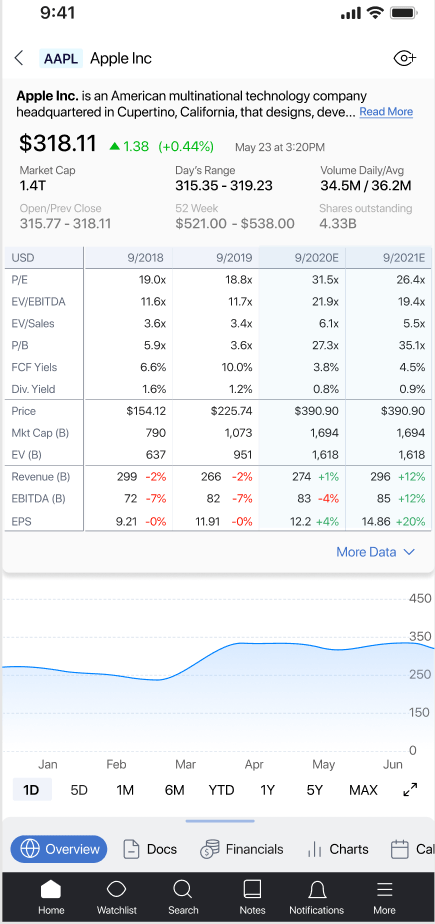 9:41
AAPL Apple Inc
Apple Inc. is an American multinational technology company
headquartered in Cupertino, California, that designs, deve... Read More
$318.11 ▲ 1.38 (+0.44%) May 23 at 3:20PM
Market Cap Day's Range Volume Daily/Avg
1.4T 315.35 - 319.23 34.5M / 36.2M
Open/Prev Close 52 Week Shares outstanding
315.77 - 318.11 $521.00 - $538.00 4.33B
USD 9/2018 9/2019 9/2020E 9/2021E
P/E 19.0x 18.8x 31.5x 26.4x
EV/EBITDA 11.6x 11.7x 21.9x 19.4x
EV/Sales 3.6x 3.4x 6.1x 5.5x
P/B 5.9x 3.6x 27.3x 35.1x
FCF Yiels 6.6% 10.0% 3.8% 4.5%
Div. Yield 1.6% 1.2% 0.8% 0.9%
Price $154.12 $225.74 $390.90 $390.90
Mkt Cap (B) 790 1,073 1,694 1,694
EV (B) 637 951 1,618 1,618
Revenue (B) 299 -2% 266 -2% 274 +1% 296 +12%
EBITDA (B) 72 -7% 82 -7% 83 -4% 85 +12%
EPS 9.21 -0% 11.91 -0% 12.2 +4% 14.86 +20%
More Data
450
350
250
150
0
Jan Feb Mar Apr May Jun
1D 5D 1M 6M YTD 1Y 5Y MAX
Overview Docs Financials Charts Cal
Home Watchlist Search Notes Notifications More